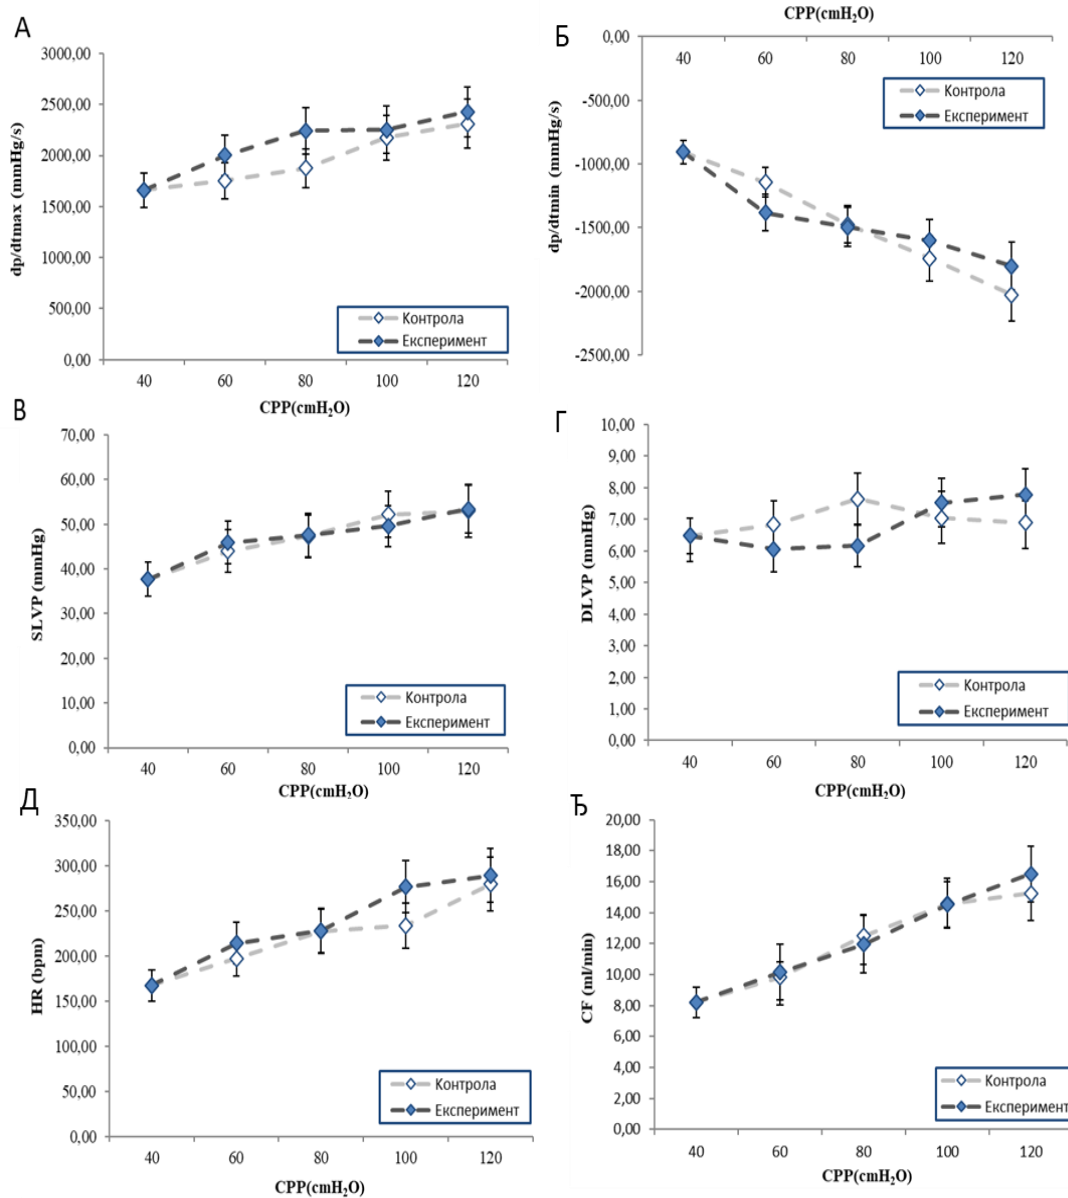 А
3000,00
2500,00
2000,00
1500,00
1000,00
500,00
0,00
dp/dtmax (mmHg/s)
Контрола
Експеримент
40 60 80 100 120
CPP(cmH₂O)
Б
CPP(cmH₂O)
0,00
-500,00
-1000,00
-1500,00
-2000,00
-2500,00
40 60 80 100 120
dp/dtmin (mmHg/s)
Контрола
Експеримент
В
70,00
60,00
50,00
40,00
30,00
20,00
10,00
0,00
SLVP (mmHg)
Контрола
Експеримент
40 60 80 100 120
CPP(cmH₂O)
Г
10,00
9,00
8,00
7,00
6,00
5,00
4,00
3,00
2,00
1,00
0,00
DLVP (mmHg)
Контрола
Експеримент
40 60 80 100 120
CPP(cmH₂O)
Д
350,00
300,00
250,00
200,00
150,00
100,00
50,00
0,00
HR (bpm)
Контрола
Експеримент
40 60 80 100 120
CPP(cmH₂O)
Ђ
20,00
18,00
16,00
14,00
12,00
10,00
8,00
6,00
4,00
2,00
0,00
CF (ml/min)
Контрола
Експеримент
40 60 80 100 120
CPP(cmH₂O)